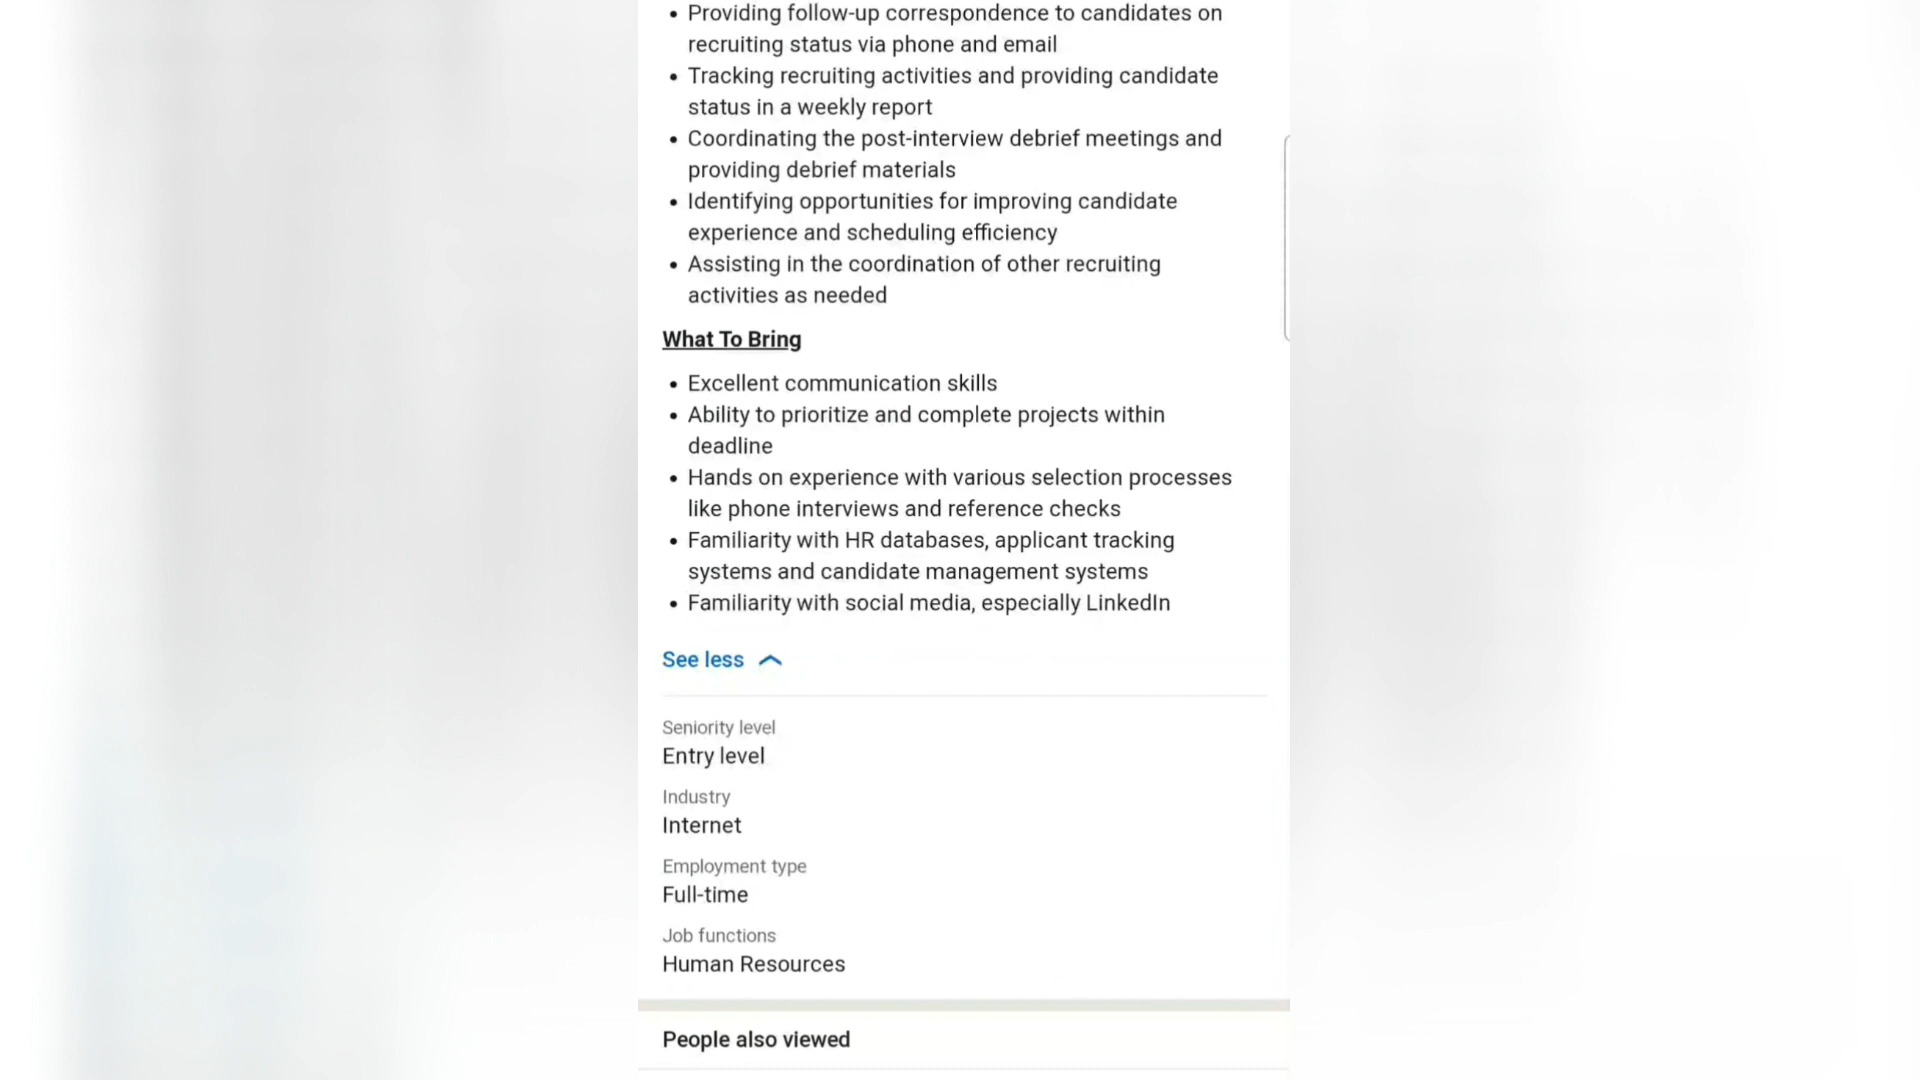 • Providing follow-up correspondence to candidates on
recruiting status via phone and email
• Tracking recruiting activities and providing candidate
status in a weekly report
• Coordinating the post-interview debrief meetings and
providing debrief materials
• Identifying opportunities for improving candidate
experience and scheduling efficiency
• Assisting in the coordination of other recruiting
activities as needed
What To Bring
• Excellent communication skills
• Ability to prioritize and complete projects within
deadline
• Hands on experience with various selection processes
like phone interviews and reference checks
• Familiarity with HR databases, applicant tracking
systems and candidate management systems
• Familiarity with social media, especially LinkedIn
See less
Seniority level
Entry level
Industry
Internet
Employment type
Full-time
Job functions
Human Resources
People also viewed